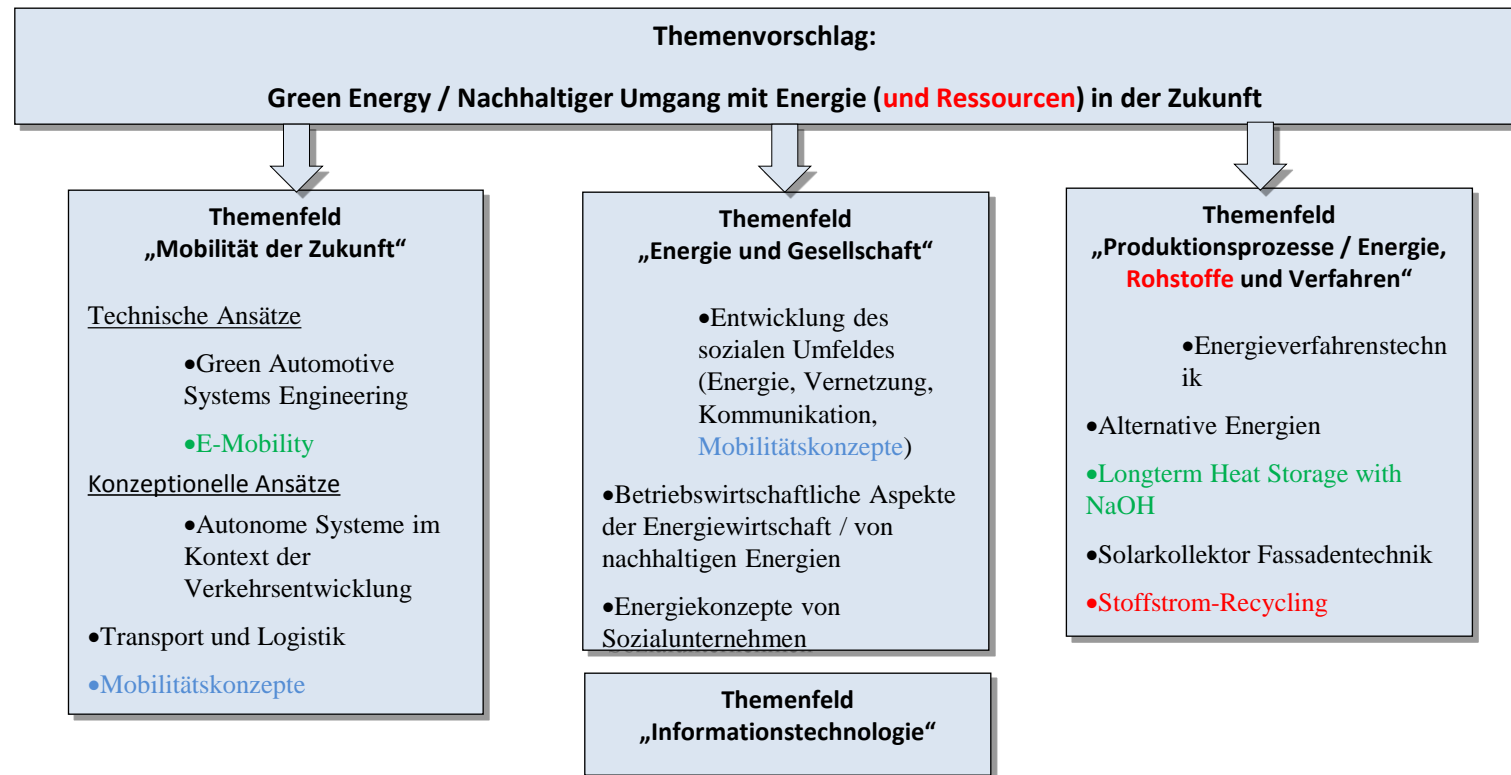 Themenvorschlag:
Green Energy / Nachhaltiger Umgang mit Energie (und Ressourcen) in der Zukunft
Themenfeld
„Mobilität der Zukunft“
Technische Ansätze
•Green Automotive
Systems Engineering
•E-Mobility
Konzeptionelle Ansätze
•Autonome Systeme im
Kontext der
Verkehrsentwicklung
•Transport und Logistik
•Mobilitätskonzepte
Themenfeld
„Energie und Gesellschaft“
•Entwicklung des
sozialen Umfeldes
(Energie, Vernetzung,
Kommunikation,
Mobilitätskonzepte)
•Betriebswirtschaftliche Aspekte
der Energiewirtschaft / von
nachhaltigen Energien
•Energiekonzepte von
Sozialunternehmen
Themenfeld
„Informationstechnologie“
Themenfeld
„Produktionsprozesse / Energie,
Rohstoffe und Verfahren“
•Energieverfahrenstechn
ik
•Alternative Energien
•Longterm Heat Storage with
NaOH
•Solarkollektor Fassadentechnik
•Stoffstrom-Recycling